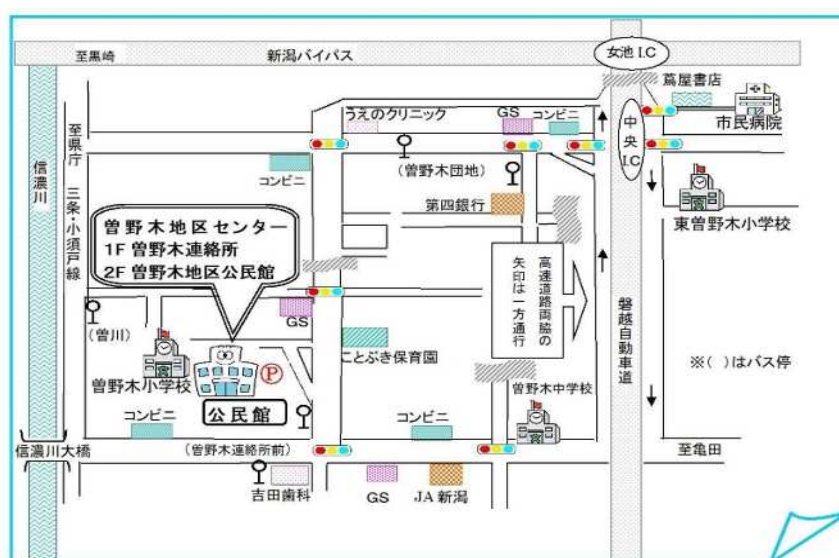 至黒崎
新潟バイパス
女池 I.C
蔦屋書店
市民病院
うえのクリニック
GS
コンビニ
中央 I.C
至県庁
三条・小須戸線
信濃川
コンビニ
(曽野木団地)
第四銀行
東曽野木小学校
曽野木地区センター
1F 曽野木連絡所
2F 曽野木地区公民館
高速道路両脇の
矢印は一方通行
磐越自動車道
(曽川)
GS
ことぶき保育園
※( )はバス停
曽野木小学校
P
公民館
曽野木中学校
コンビニ
コンビニ
信濃川大橋
(曽野木連絡所前)
至亀田
吉田歯科
GS
JA 新潟